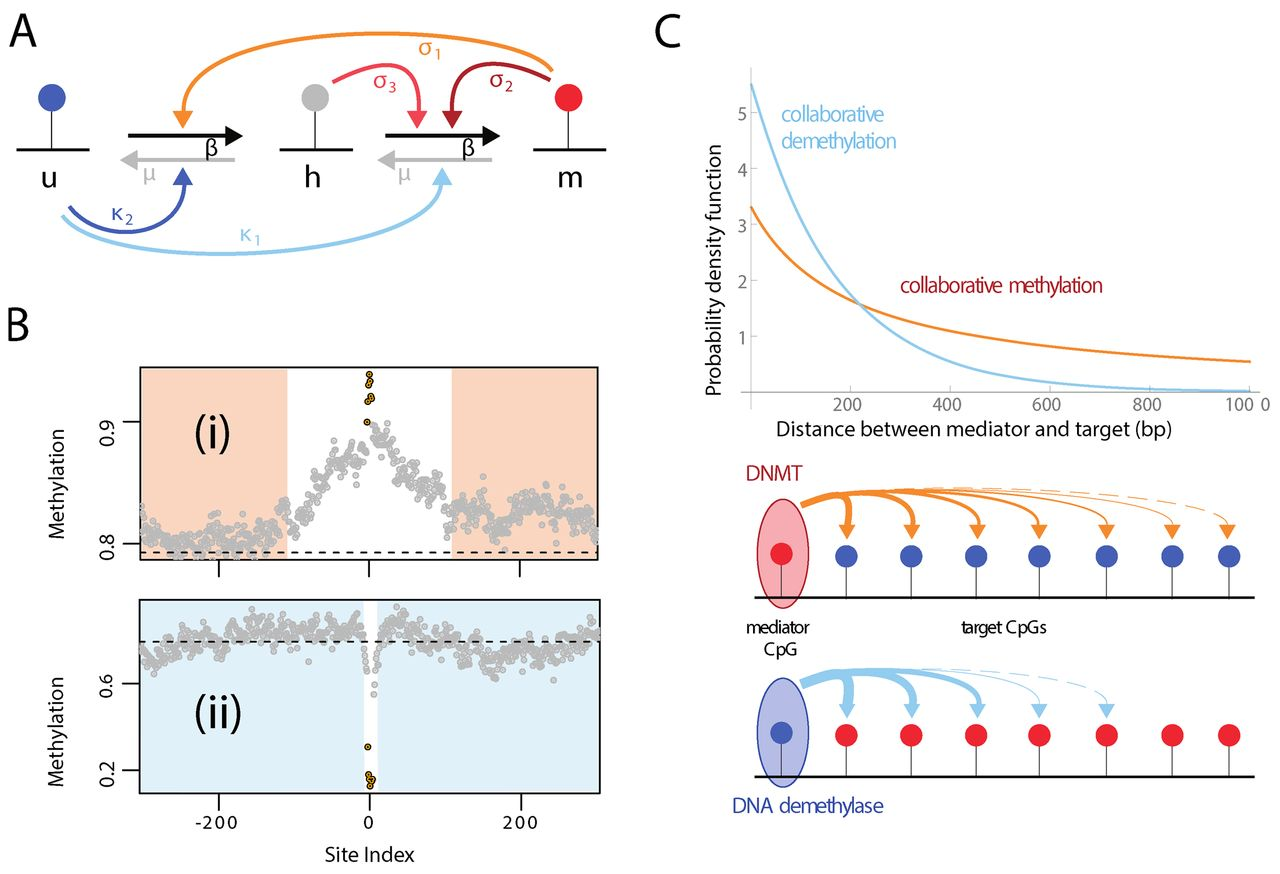 A
σ1
σ3
σ2
β
β
μ
μ
u
h
m
κ2
κ1
B
(i)
Methylation
0.9
0.8
(ii)
Methylation
0.6
0.2
-200
0
200
Site Index
C
Probability density function
5
4
3
2
1
collaborative
demethylation
collaborative methylation
200
400
600
800
100 0
Distance between mediator and target (bp)
DNMT
mediator
CpG
target CpGs
DNA demethylase